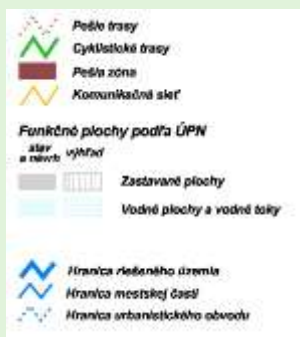 Pešie trasy
Cyklistické trasy
Pešia zóna
Komunikačná sieť
Funkčné plochy podľa ÚPN
stav a návrh výhľad
Zastavané plochy
Vodné plochy a vodné toky
Hranica riešeného územia
Hranica mestskej časti
Hranica urbanistického obvodu